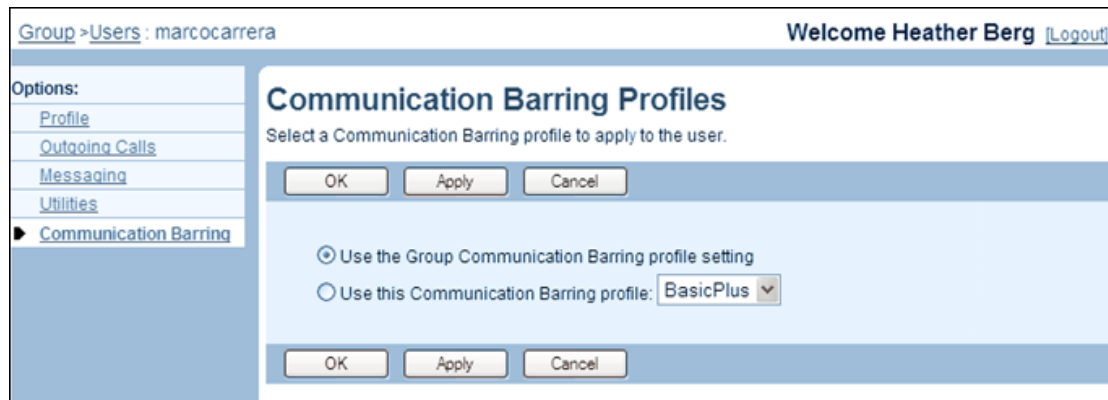 Group >Users : marcocarrera
Welcome Heather Berg [Logout]
Options:
Profile
Outgoing Calls
Messaging
Utilities
Communication Barring
Communication Barring Profiles
Select a Communication Barring profile to apply to the user.
OK Apply Cancel
Use the Group Communication Barring profile setting
Use this Communication Barring profile: BasicPlus
OK Apply Cancel